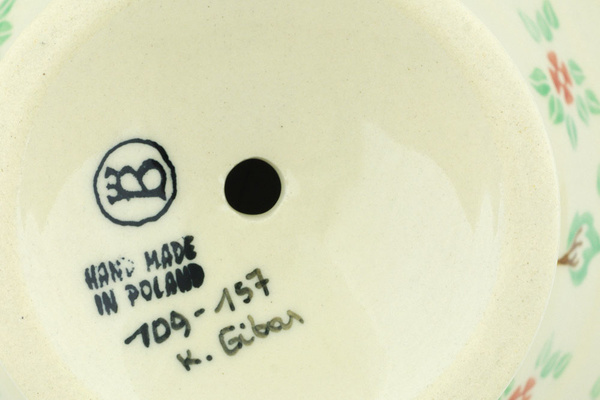 B
HAND MADE
IN POLAND
109-157
K. Gibas